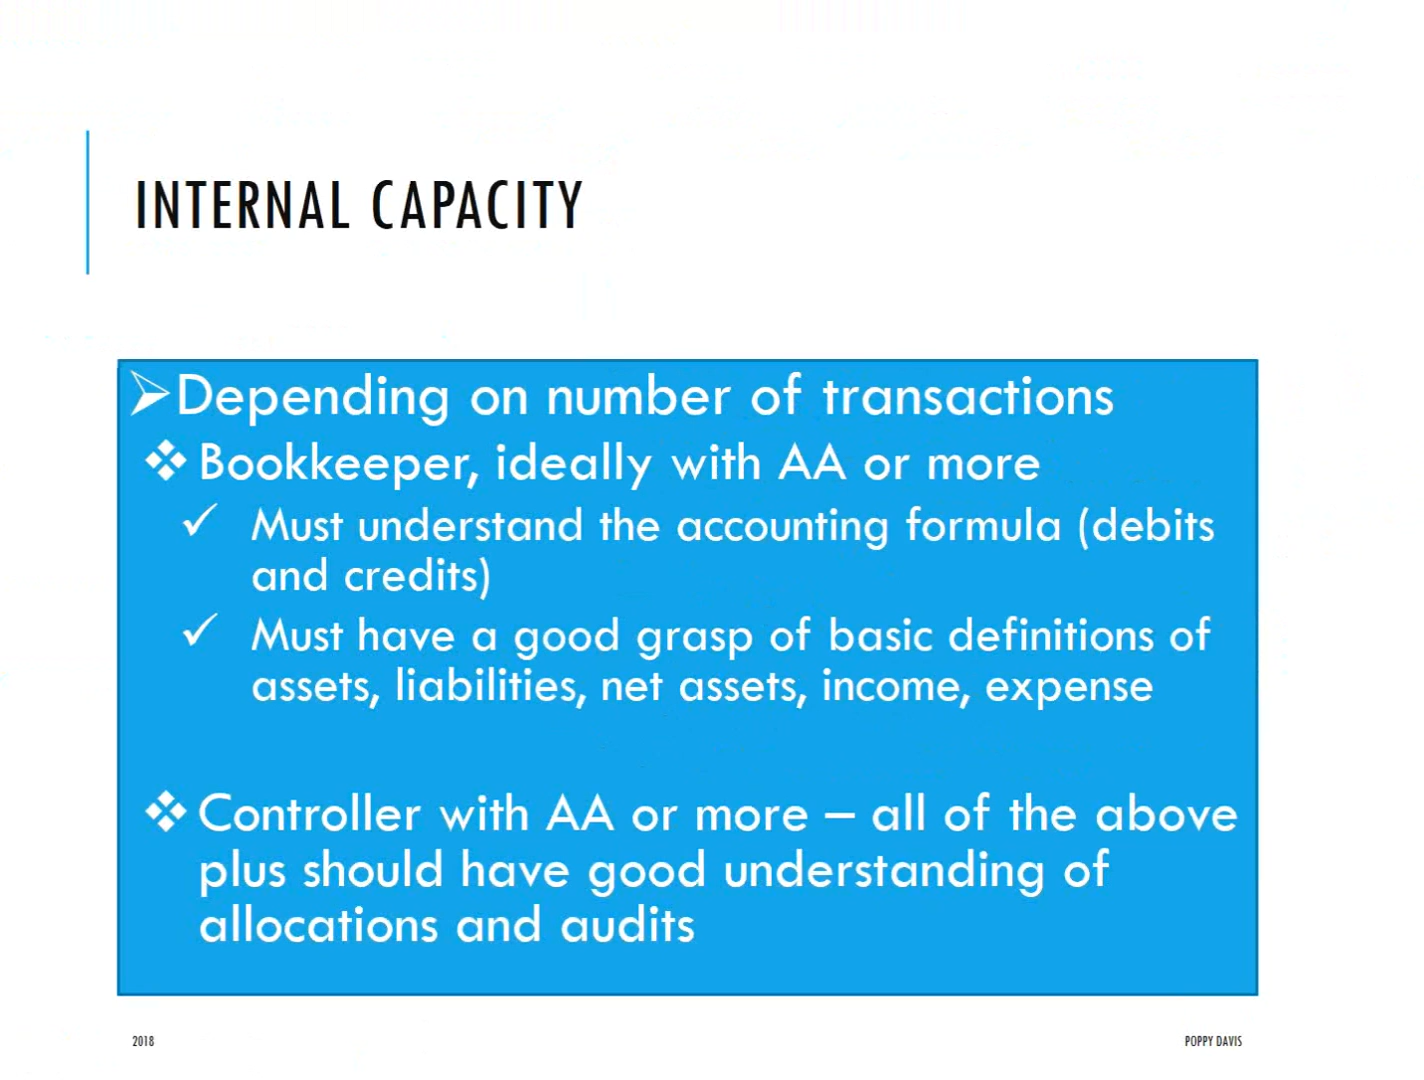 INTERNAL CAPACITY
Depending on number of transactions
Bookkeeper, ideally with AA or more
Must understand the accounting formula (debits
and credits)
Must have a good grasp of basic definitions of
assets, liabilities, net assets, income, expense
Controller with AA or more – all of the above
plus should have good understanding of
allocations and audits
2018
POPPY DAVIS